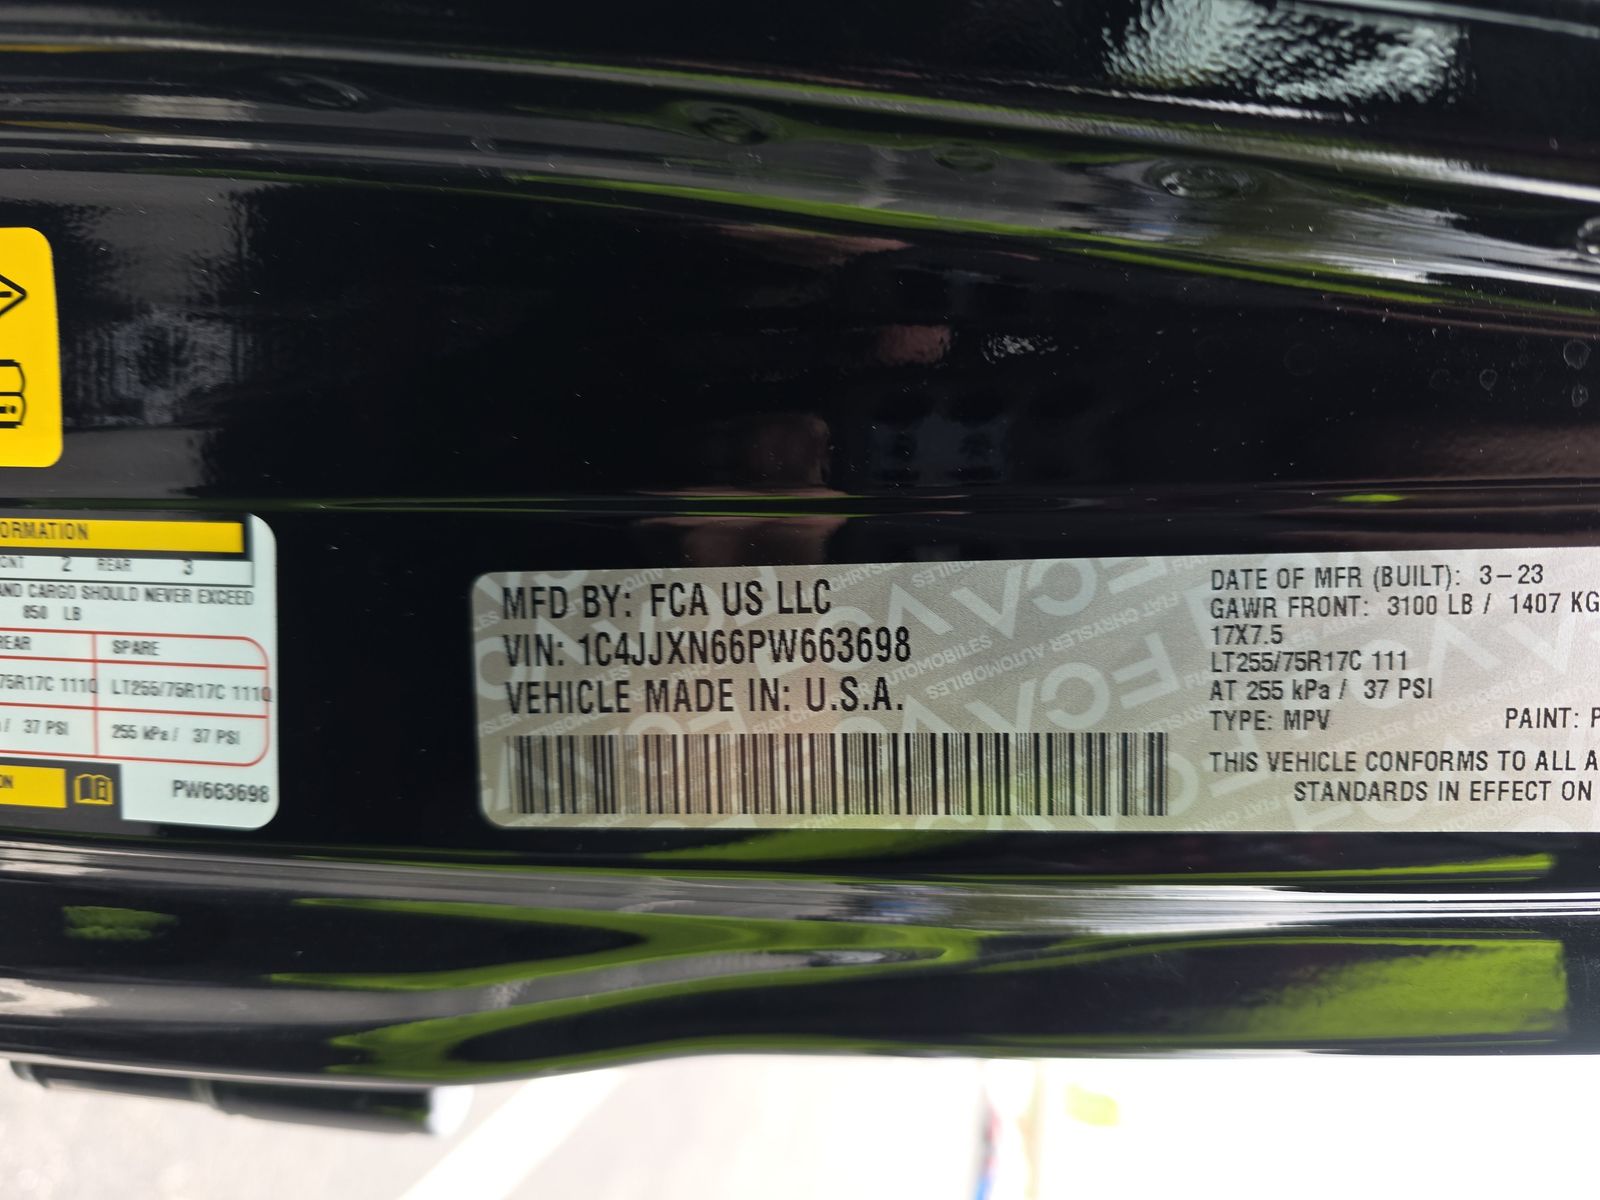 ORMATION
2 REAR 3
AND CARGO SHOULD NEVER EXCEED
850 LB
REAR SPARE
75R17C 111Q LT255/75R17C 111Q
/ 37 PSI 255 kPa / 37 PSI
ON
PW663698
MFD BY: FCA US LLC
VIN: 1C4JJXN66PW663698
VEHICLE MADE IN: U.S.A.
DATE OF MFR (BUILT): 3-23
GAWR FRONT: 3100 LB / 1407 KG
17X7.5
LT255/75R17C 111
AT 255 kPa / 37 PSI
TYPE: MPV PAINT: P
THIS VEHICLE CONFORMS TO ALL A
STANDARDS IN EFFECT ON